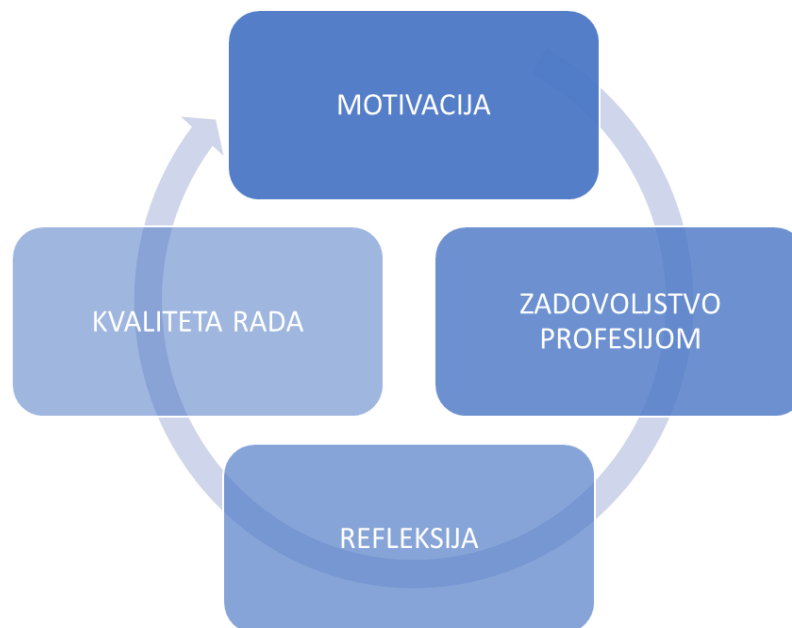 MOTIVACIJA
ZADOVOLJSTVO
PROFESIJOM
REFLEKSIJA
KVALITETA RADA